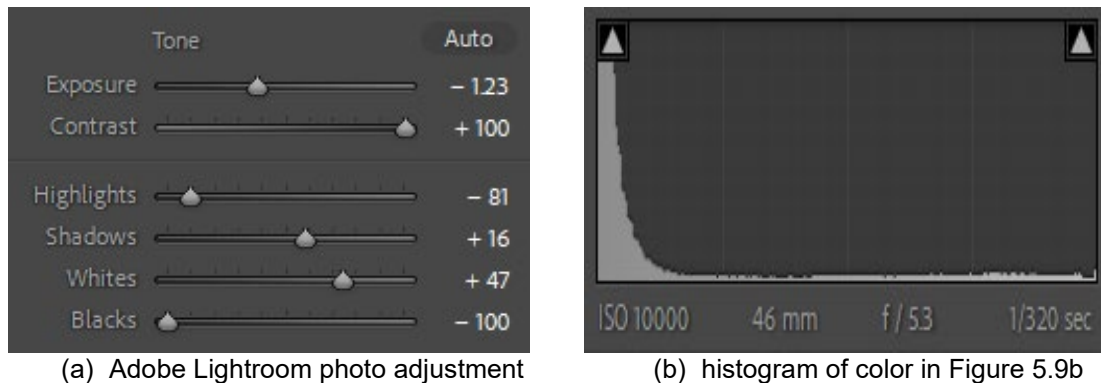 Tone Auto
Exposure – 1.23
Contrast + 100
Highlights – 81
Shadows + 16
Whites + 47
Blacks – 100
(a) Adobe Lightroom photo adjustment
ISO 10000 46 mm f / 5.3 1/320 sec
(b) histogram of color in Figure 5.9b